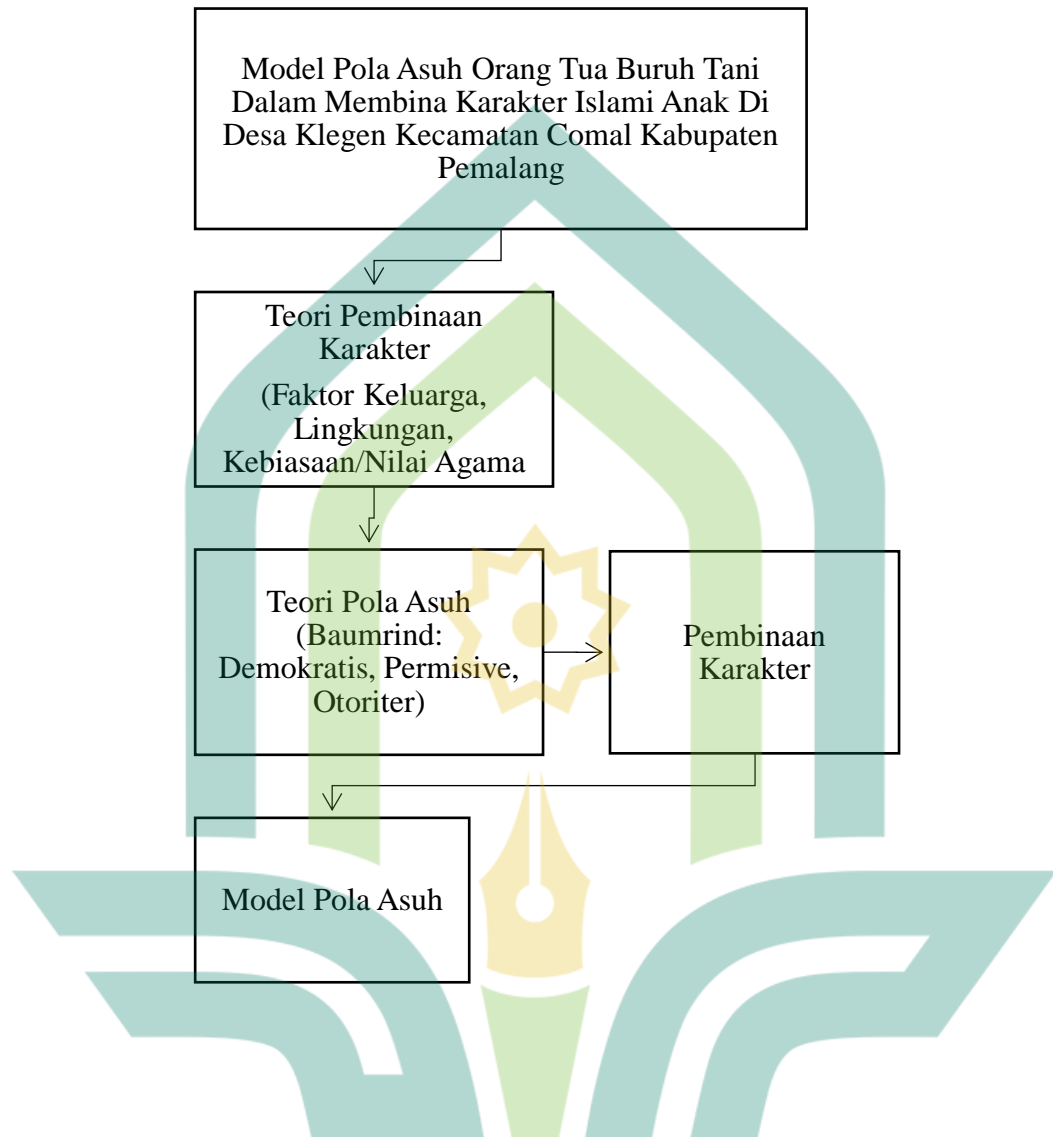 Model Pola Asuh Orang Tua Buruh Tani
Dalam Membina Karakter Islami Anak Di
Desa Klegen Kecamatan Comal Kabupaten
Pemalang
Teori Pembinaan
Karakter
(Faktor Keluarga,
Lingkungan,
Kebiasaan/Nilai Agama
Teori Pola Asuh
(Baumrind:
Demokratis, Permisive,
Otoriter)
Pembinaan
Karakter
Model Pola Asuh